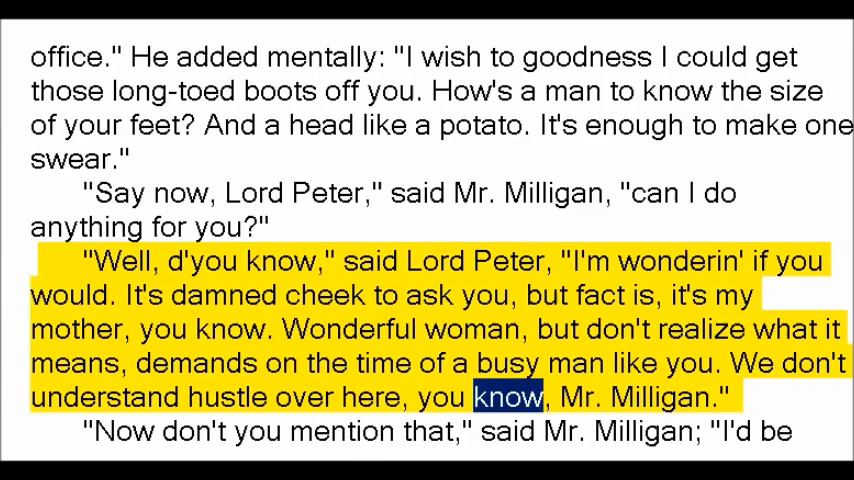 office." He added mentally: "I wish to goodness I could get
those long-toed boots off you. How's a man to know the size
of your feet? And a head like a potato. It's enough to make one
swear."
"Say now, Lord Peter," said Mr. Milligan, "can I do
anything for you?"
"Well, d'you know," said Lord Peter, "I'm wonderin' if you
would. It's damned cheek to ask you, but fact is, it's my
mother, you know. Wonderful woman, but don't realize what it
means, demands on the time of a busy man like you. We don't
understand hustle over here, you know, Mr. Milligan."
"Now don't you mention that," said Mr. Milligan; "I'd be